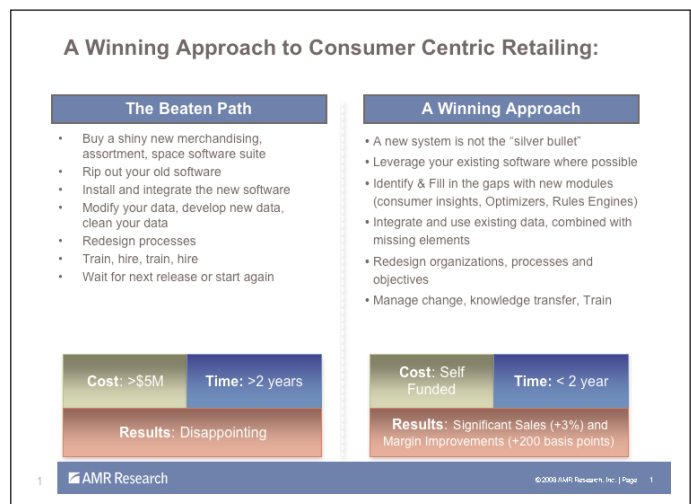 A Winning Approach to Consumer Centric Retailing:
The Beaten Path
• Buy a shiny new merchandising,
assortment, space software suite
• Rip out your old software
• Install and integrate the new software
• Modify your data, develop new data,
clean your data
• Redesign processes
• Train, hire, train, hire
• Wait for next release or start again
Cost: >$5M
Time: >2 years
Results: Disappointing
A Winning Approach
• A new system is not the "silver bullet"
• Leverage your existing software where possible
• Identify & Fill in the gaps with new modules
(consumer insights, Optimizers, Rules Engines)
• Integrate and use existing data, combined with
missing elements
• Redesign organizations, processes and
objectives
• Manage change, knowledge transfer, Train
Cost: Self
Funded
Time: < 2 year
Results: Significant Sales (+3%) and
Margin Improvements (+200 basis points)
1
AMR Research
©2008 AMR Research, Inc. | Page 1